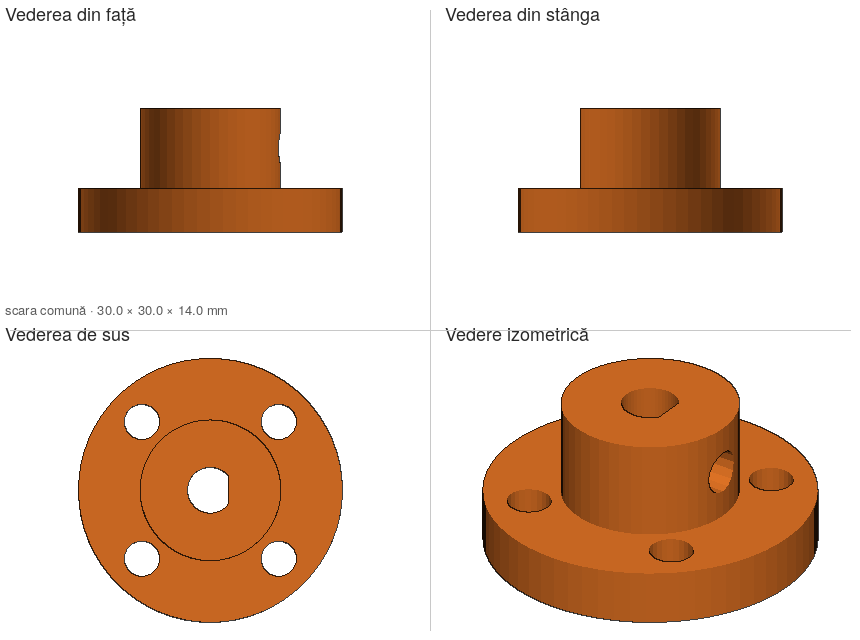 Vederea din față
Vederea din stânga
scara comună · 30.0 × 30.0 × 14.0 mm
Vederea de sus
Vedere izometrică